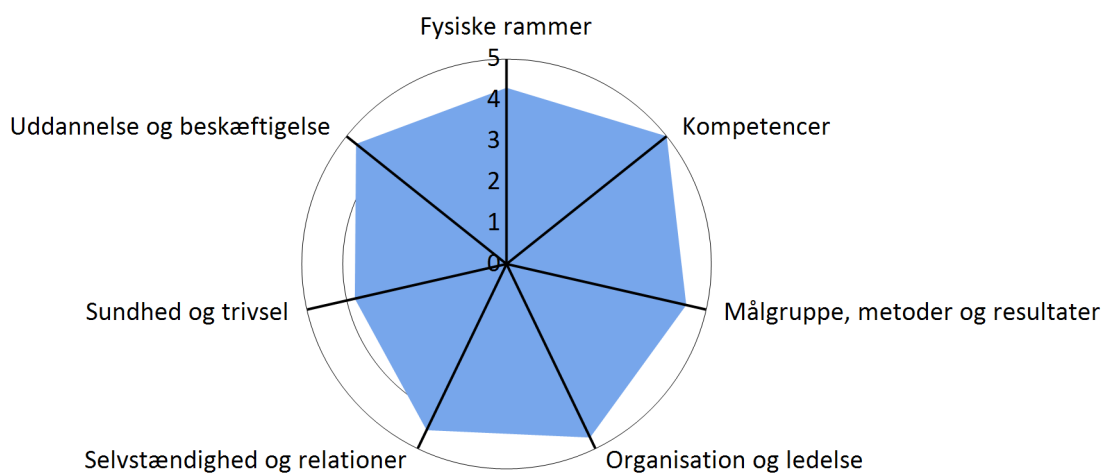 Fysiske rammer
5
4
3
2
1
0
Kompetencer
Målgruppe, metoder og resultater
Organisation og ledelse
Selvstændighed og relationer
Sundhed og trivsel
Uddannelse og beskæftigelse